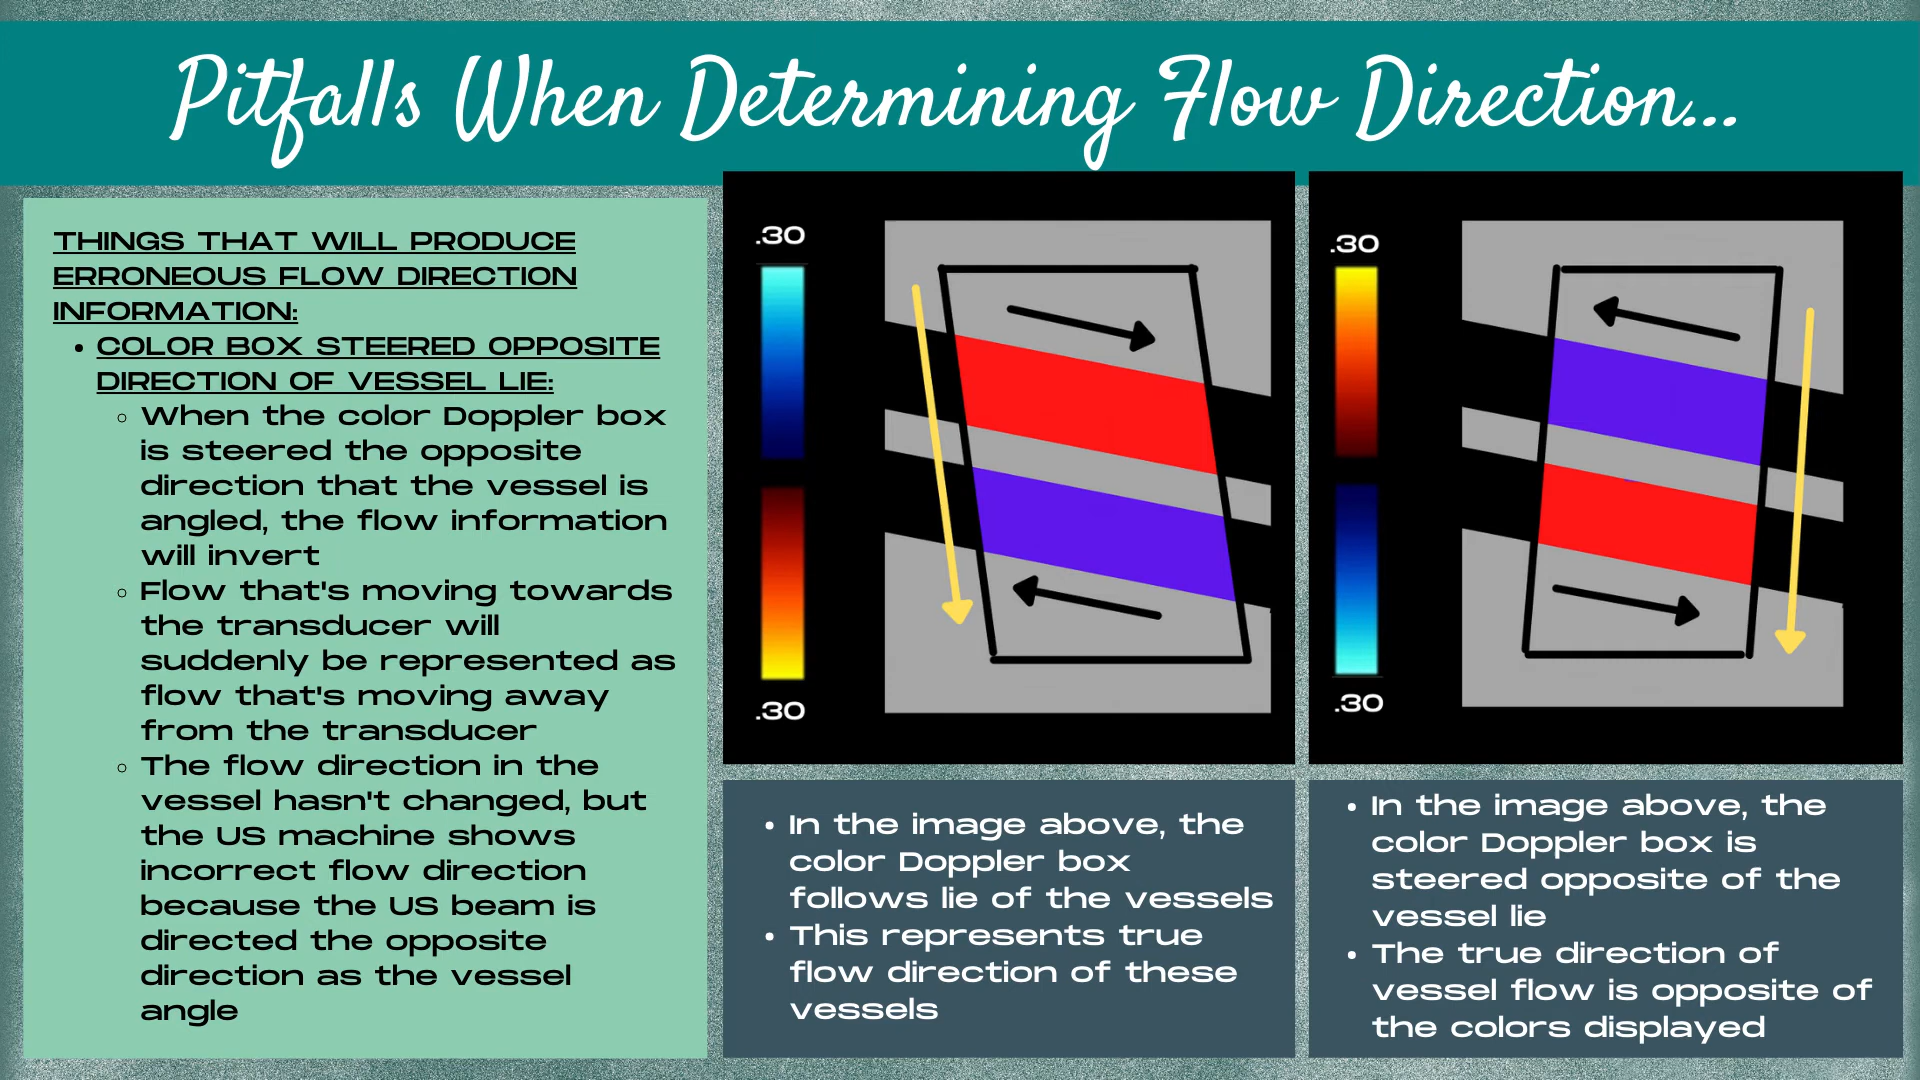 Pitfalls When Determining Flow Direction...
THINGS THAT WILL PRODUCE
ERRONEOUS FLOW DIRECTION
INFORMATION:
• COLOR BOX STEERED OPPOSITE
DIRECTION OF VESSEL LIE:
◦ When the color Doppler box
is steered the opposite
direction that the vessel is
angled, the flow information
will invert
◦ Flow that's moving towards
the transducer will
suddenly be represented as
flow that's moving away
from the transducer
◦ The flow direction in the
vessel hasn't changed, but
the US machine shows
incorrect flow direction
because the US beam is
directed the opposite
direction as the vessel
angle
.30
.30
• In the image above, the
color Doppler box
follows lie of the vessels
• This represents true
flow direction of these
vessels
.30
.30
• In the image above, the
color Doppler box is
steered opposite of the
vessel lie
• The true direction of
vessel flow is opposite of
the colors displayed